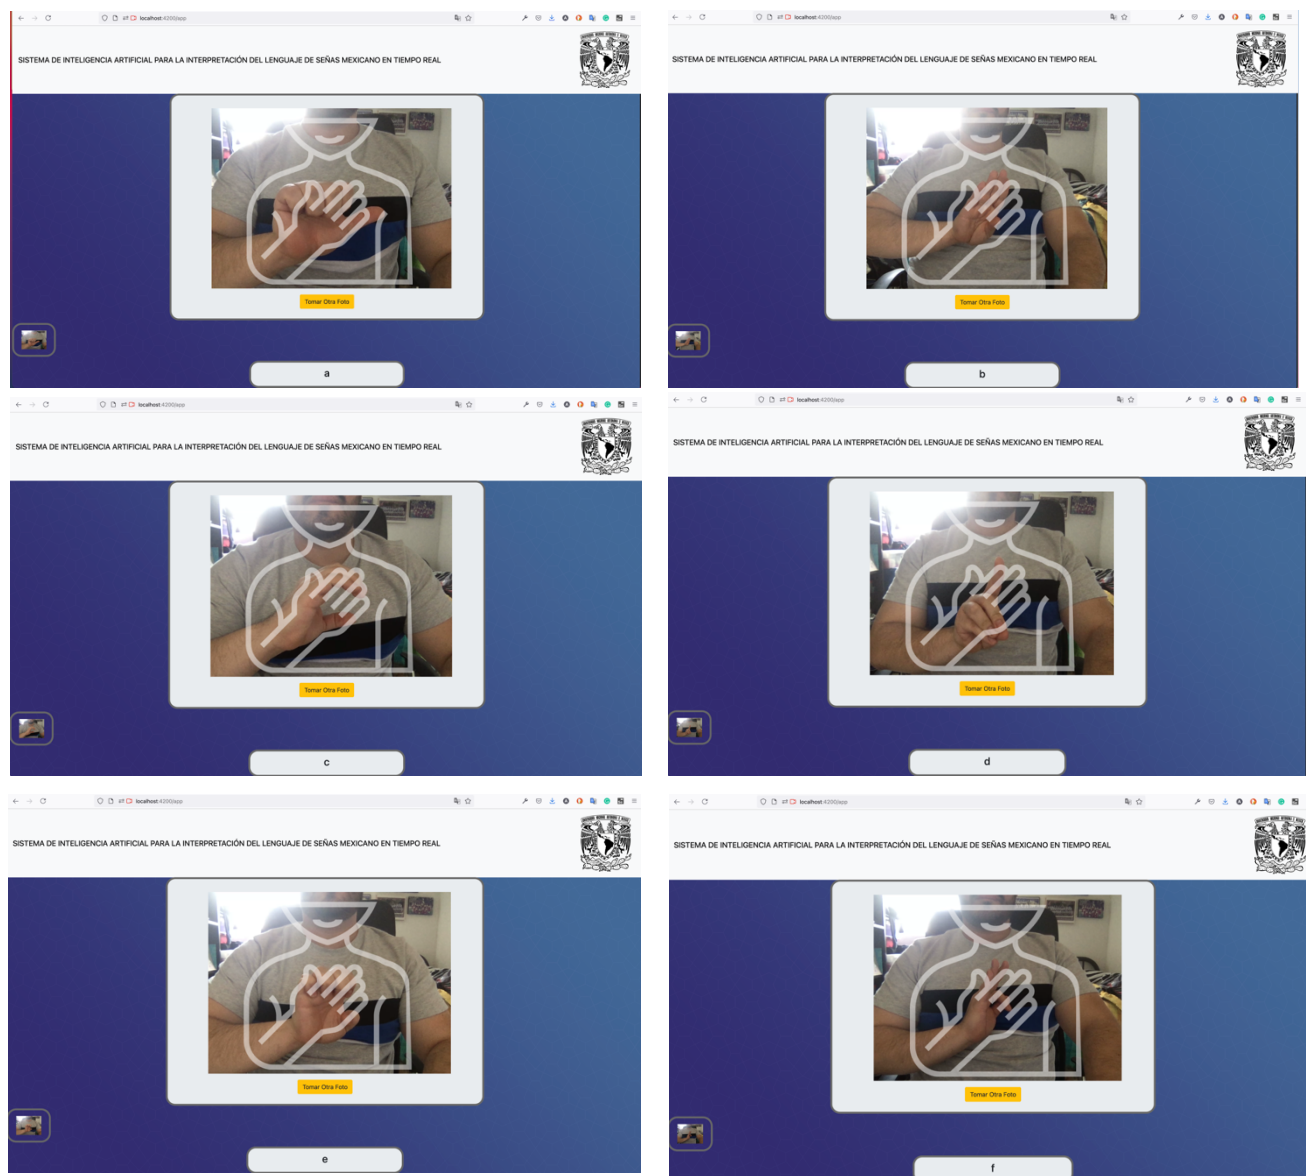 localhost:4200/app
SISTEMA DE INTELIGENCIA ARTIFICIAL PARA LA INTERPRETACIÓN DEL LENGUAJE DE SEÑAS MEXICANO EN TIEMPO REAL
Tomar Otra Foto
a
localhost:4200/app
SISTEMA DE INTELIGENCIA ARTIFICIAL PARA LA INTERPRETACIÓN DEL LENGUAJE DE SEÑAS MEXICANO EN TIEMPO REAL
Tomar Otra Foto
b
localhost:4200/app
SISTEMA DE INTELIGENCIA ARTIFICIAL PARA LA INTERPRETACIÓN DEL LENGUAJE DE SEÑAS MEXICANO EN TIEMPO REAL
Tomar Otra Foto
c
localhost:4200/app
SISTEMA DE INTELIGENCIA ARTIFICIAL PARA LA INTERPRETACIÓN DEL LENGUAJE DE SEÑAS MEXICANO EN TIEMPO REAL
Tomar Otra Foto
d
localhost:4200/app
SISTEMA DE INTELIGENCIA ARTIFICIAL PARA LA INTERPRETACIÓN DEL LENGUAJE DE SEÑAS MEXICANO EN TIEMPO REAL
Tomar Otra Foto
e
localhost:4200/app
SISTEMA DE INTELIGENCIA ARTIFICIAL PARA LA INTERPRETACIÓN DEL LENGUAJE DE SEÑAS MEXICANO EN TIEMPO REAL
Tomar Otra Foto
f